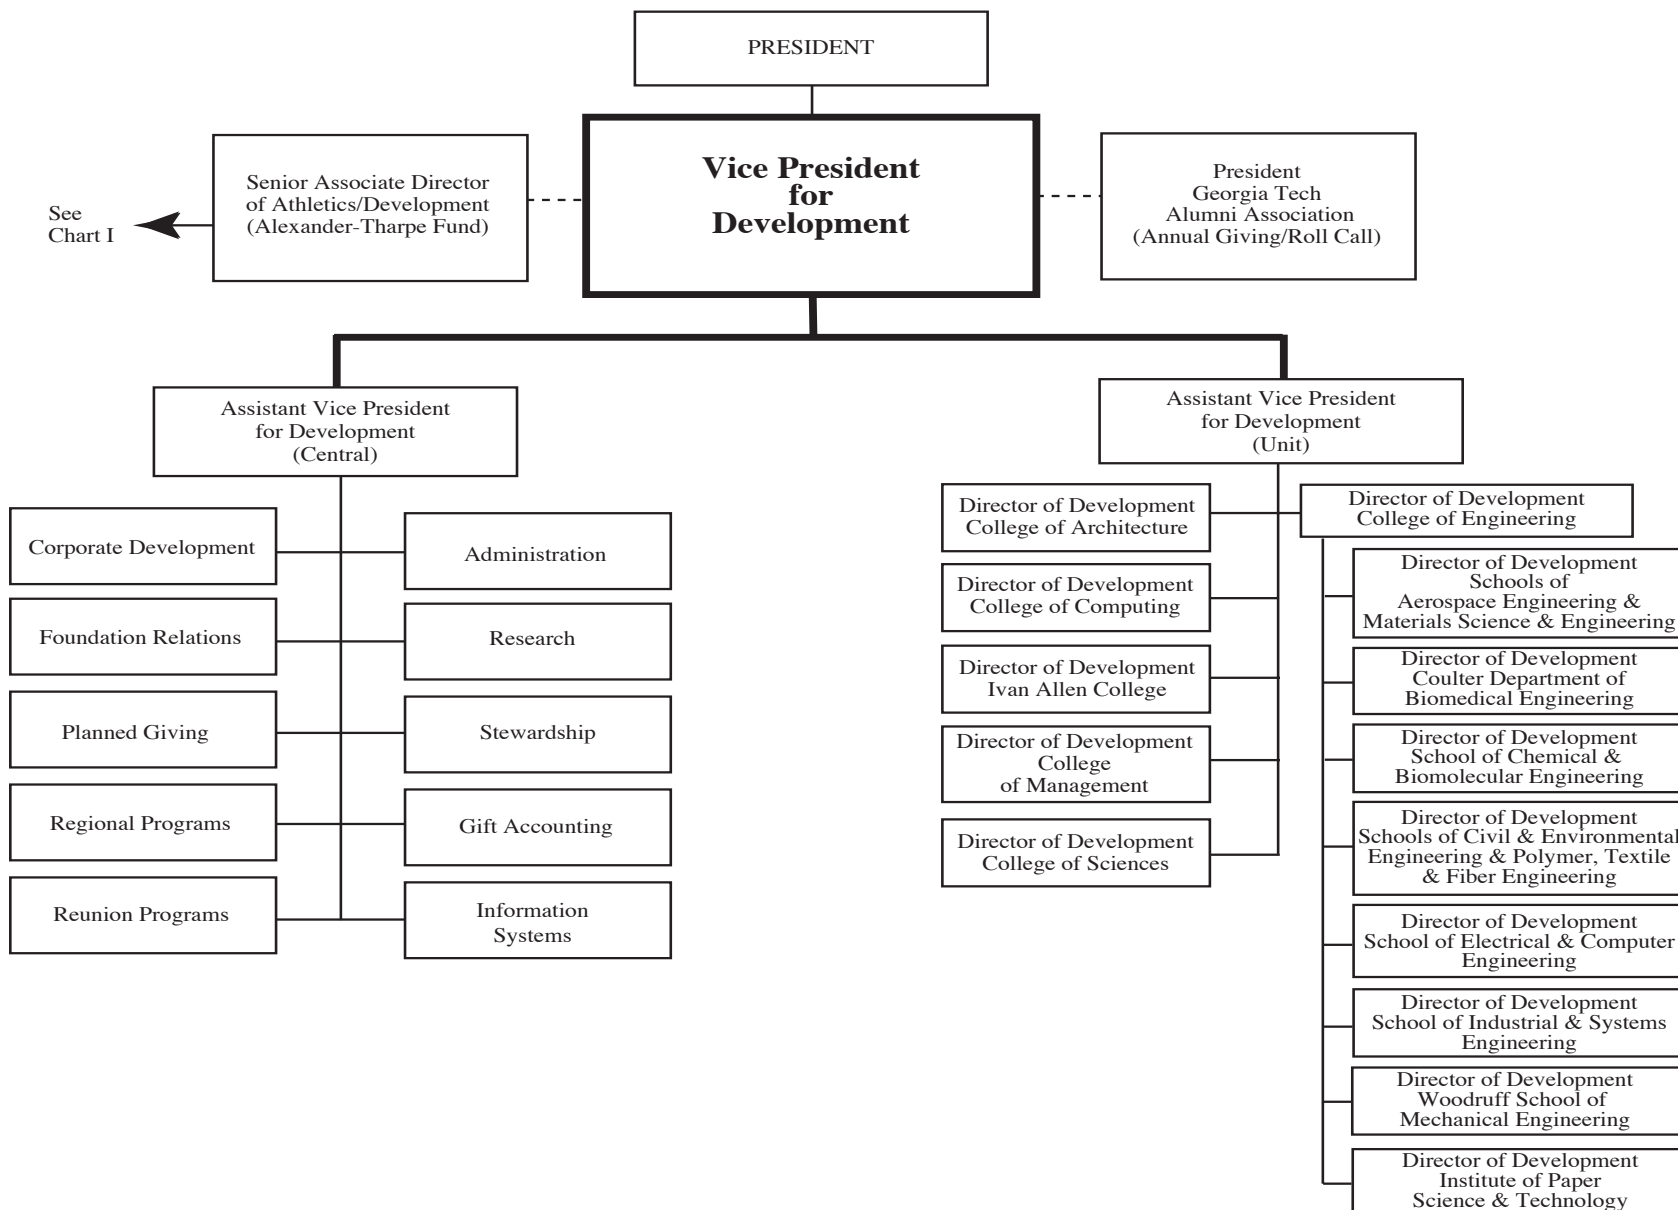 PRESIDENT
See
Chart I
Senior Associate Director
of Athletics/Development
(Alexander-Tharpe Fund)
Vice President
for
Development
President
Georgia Tech
Alumni Association
(Annual Giving/Roll Call)
Assistant Vice President
for Development
(Central)
Corporate Development
Administration
Foundation Relations
Research
Planned Giving
Stewardship
Regional Programs
Gift Accounting
Reunion Programs
Information
Systems
Assistant Vice President
for Development
(Unit)
Director of Development
College of Architecture
Director of Development
College of Computing
Director of Development
Ivan Allen College
Director of Development
College
of Management
Director of Development
College of Sciences
Director of Development
College of Engineering
Director of Development
Schools of
Aerospace Engineering &
Materials Science & Engineering
Director of Development
Coulter Department of
Biomedical Engineering
Director of Development
School of Chemical &
Biomolecular Engineering
Director of Development
Schools of Civil & Environmental
Engineering & Polymer, Textile
& Fiber Engineering
Director of Development
School of Electrical & Computer
Engineering
Director of Development
School of Industrial & Systems
Engineering
Director of Development
Woodruff School of
Mechanical Engineering
Director of Development
Institute of Paper
Science & Technology